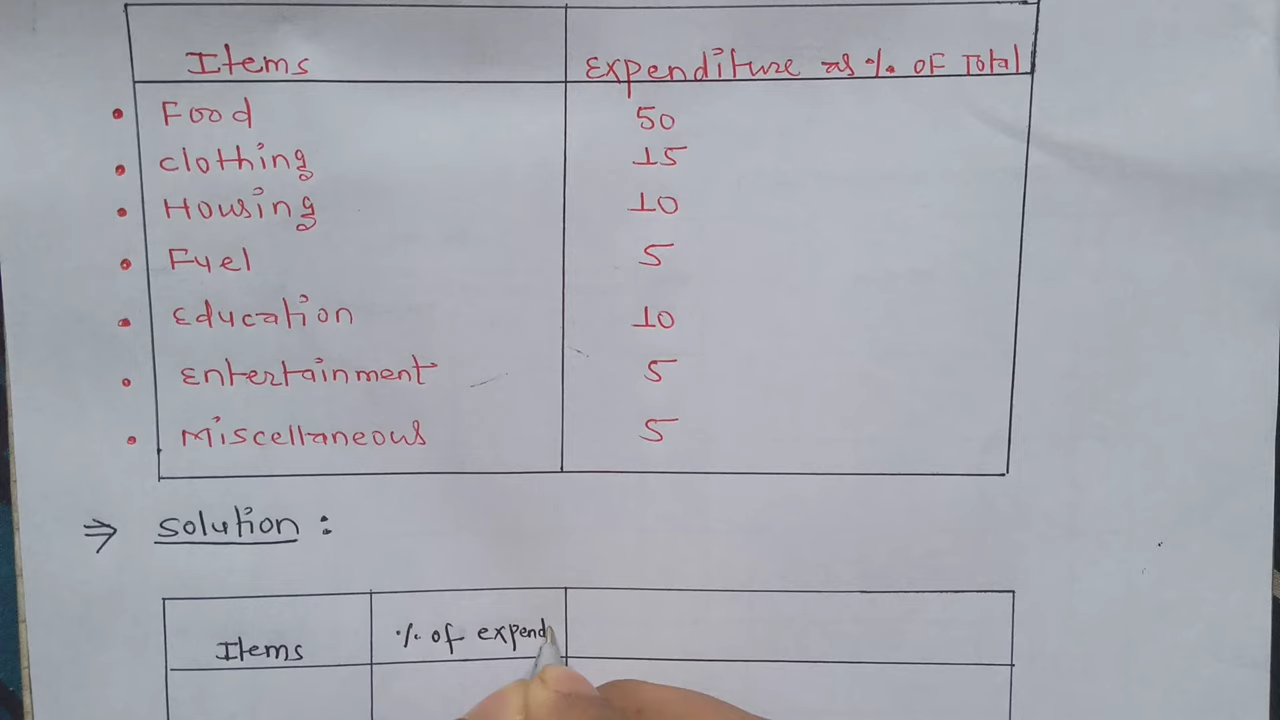 Items Expenditure as % OF Total
• Food 50
• clothing 15
• Housing 10
• Fuel 5
• Education 10
• Entertainment 5
• Miscellaneous 5
⇒ solution :
Items % of expend